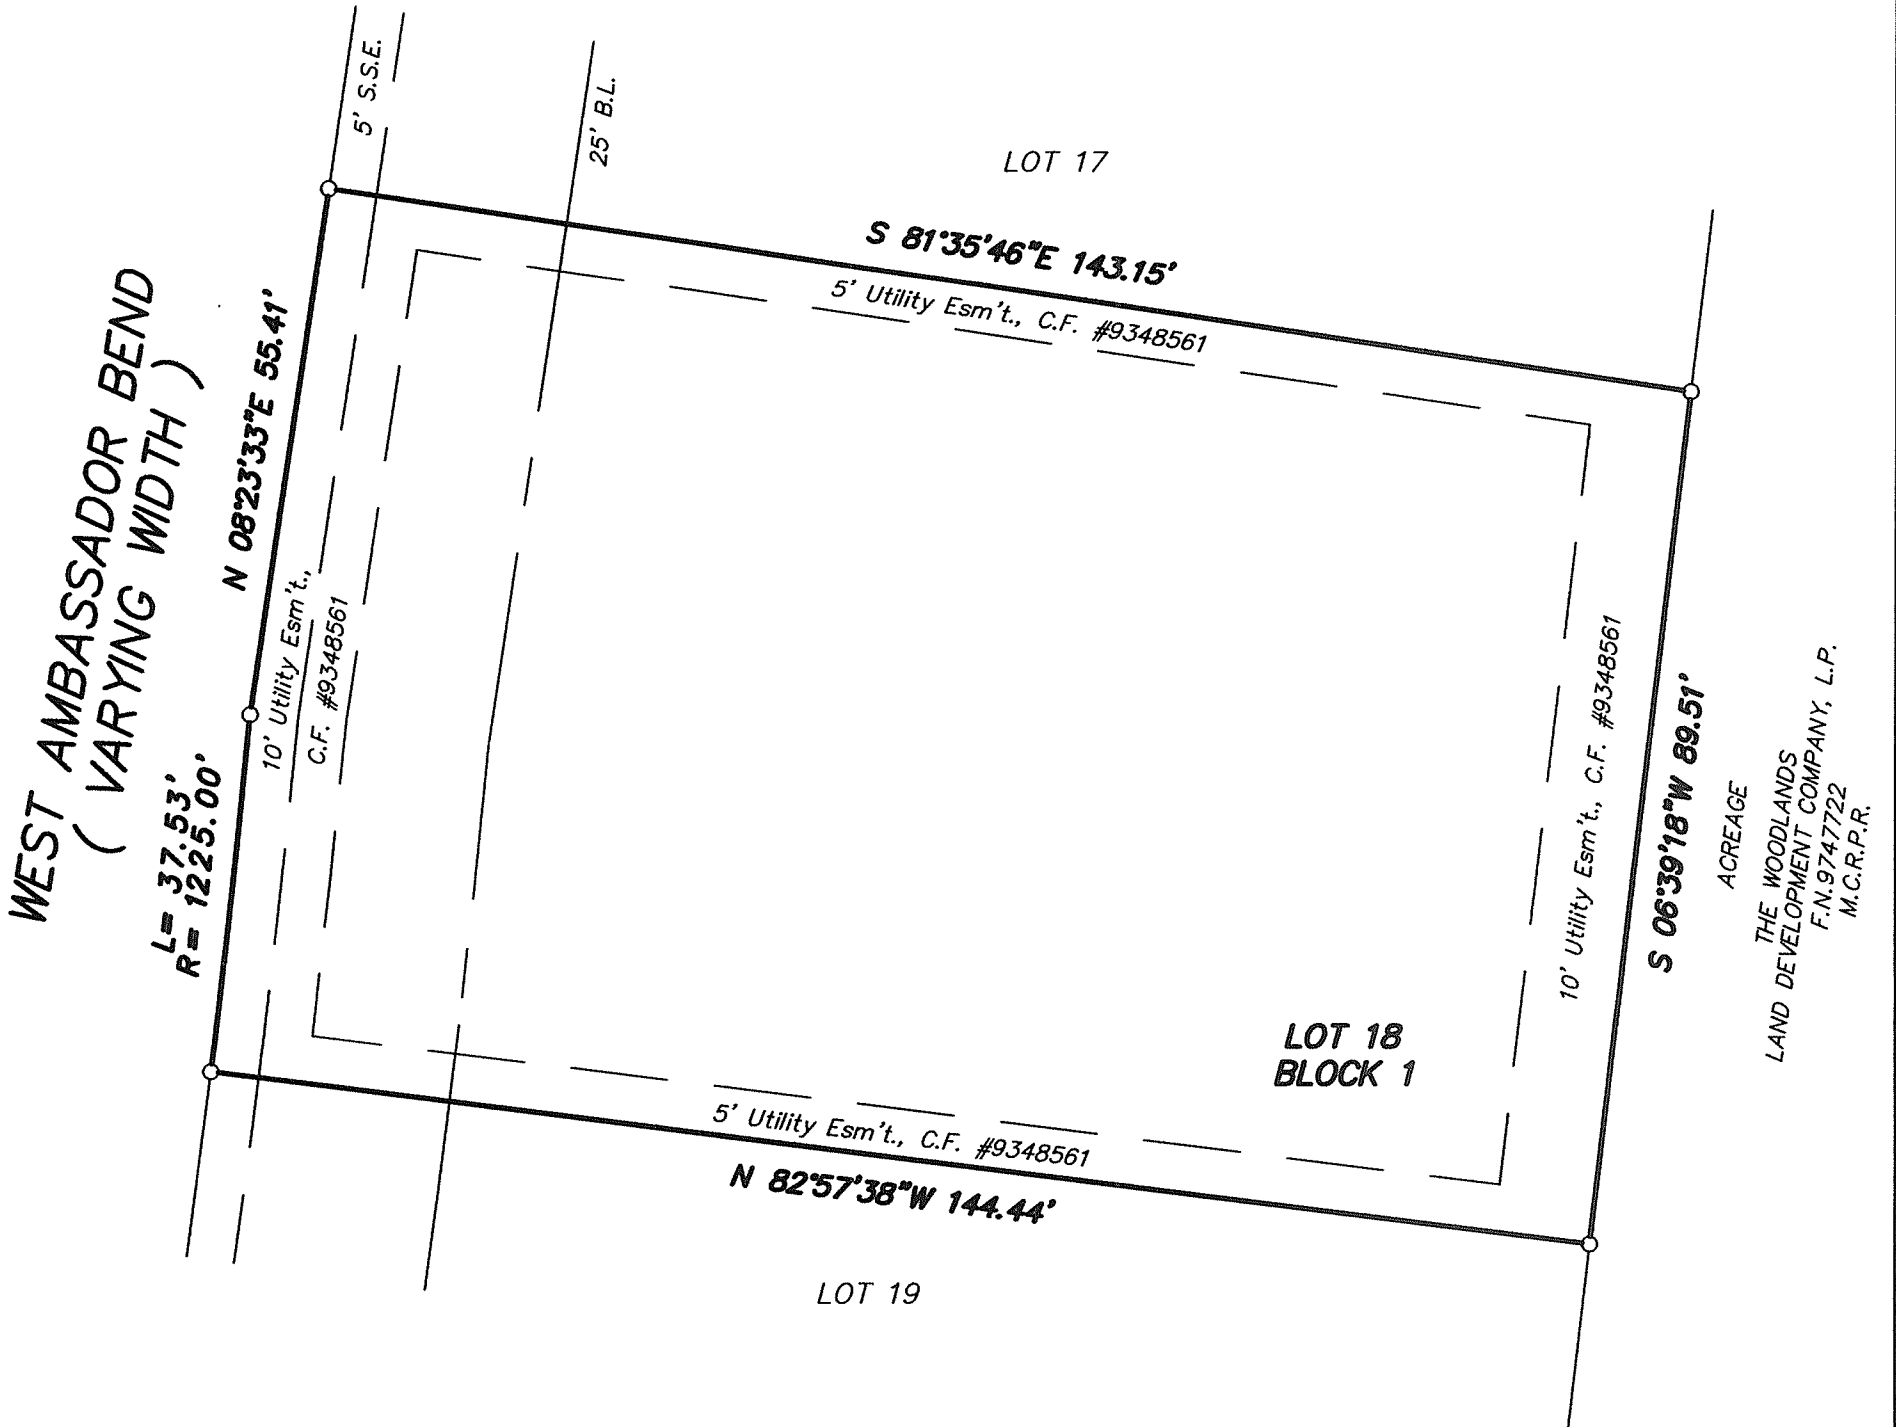 5' S.S.E.
25' B.L.
LOT 17
S 81°35'46"E 143.15'
5' Utility Esm't., C.F. #9348561
WEST AMBASSADOR BEND
( VARYING WIDTH )
N 08°23'33"E 55.41'
10' Utility Esm't.,
C.F. #9348561
L= 37.53'
R= 1225.00'
10' Utility Esm't., C.F. #9348561
S 06°39'18"W 89.51'
ACREAGE
THE WOODLANDS
LAND DEVELOPMENT COMPANY, L.P.
F.N.9747722
M.C.R.P.R.
LOT 18
BLOCK 1
5' Utility Esm't., C.F. #9348561
N 82°57'38"W 144.44'
LOT 19